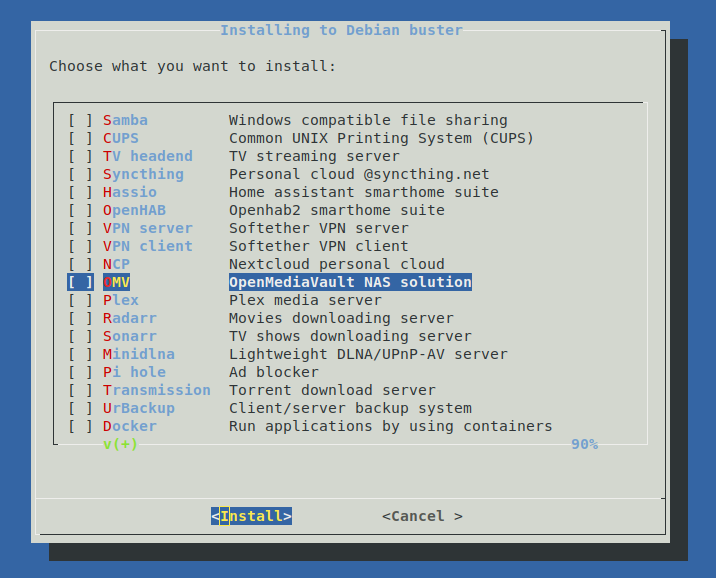 Installing to Debian buster
Choose what you want to install:
[ ] Samba Windows compatible file sharing
[ ] CUPS Common UNIX Printing System (CUPS)
[ ] TV headend TV streaming server
[ ] Syncthing Personal cloud @syncthing.net
[ ] Hassio Home assistant smarthome suite
[ ] OpenHAB Openhab2 smarthome suite
[ ] VPN server Softether VPN server
[ ] VPN client Softether VPN client
[ ] NCP Nextcloud personal cloud
[ ] OMV OpenMediaVault NAS solution
[ ] Plex Plex media server
[ ] Radarr Movies downloading server
[ ] Sonarr TV shows downloading server
[ ] Minidlna Lightweight DLNA/UPnP-AV server
[ ] Pi hole Ad blocker
[ ] Transmission Torrent download server
[ ] UrBackup Client/server backup system
[ ] Docker Run applications by using containers
v(+) 90%
<Install> <Cancel >